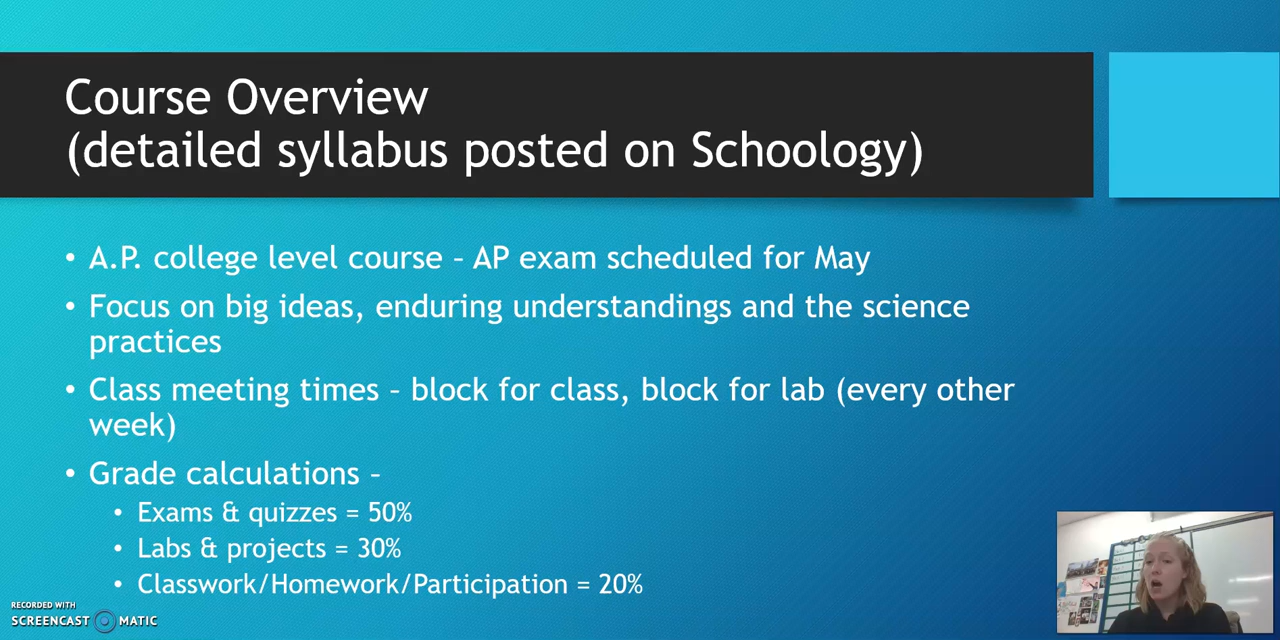 Course Overview
(detailed syllabus posted on Schoology)
• A.P. college level course – AP exam scheduled for May
• Focus on big ideas, enduring understandings and the science
practices
• Class meeting times – block for class, block for lab (every other
week)
• Grade calculations –
• Exams & quizzes = 50%
• Labs & projects = 30%
• Classwork/Homework/Participation = 20%
RECORDED WITH
SCREENCAST MATIC